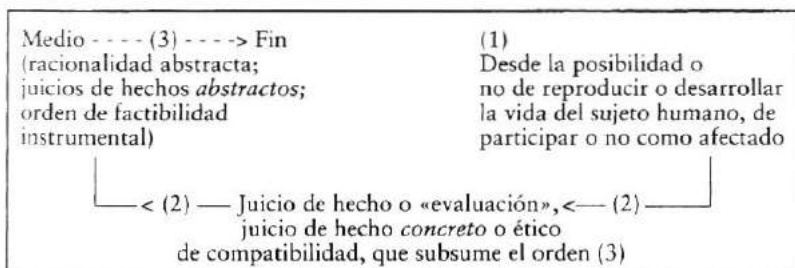 Medio - - - - (3) - - - -> Fin
(racionalidad abstracta;
juicios de hechos abstractos;
orden de factibilidad
instrumental)
(1)
Desde la posibilidad o
no de reproducir o desarrollar
la vida del sujeto humano, de
participar o no como afectado
< (2) — Juicio de hecho o «evaluación», <— (2)
juicio de hecho concreto o ético
de compatibilidad, que subsume el orden (3)